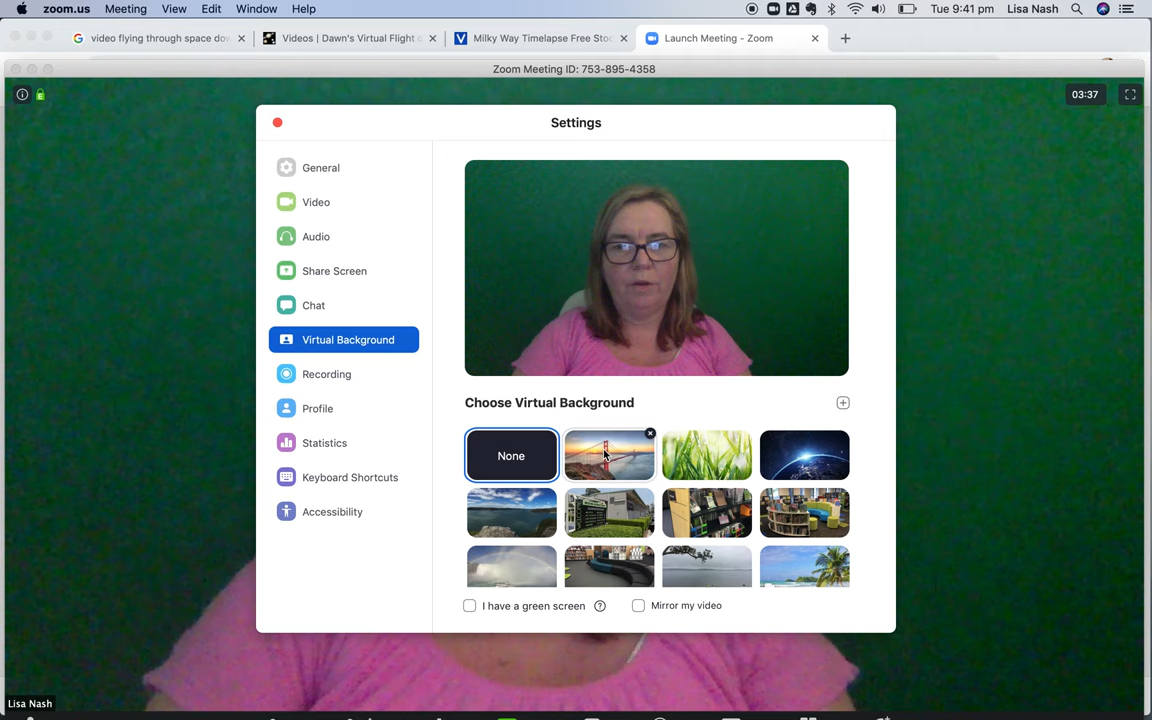 zoom.us Meeting View Edit Window Help Tue 9:41 pm Lisa Nash
video flying through space dow
Videos | Dawn's Virtual Flight o
Milky Way Timelapse Free Stoc
Launch Meeting - Zoom
Zoom Meeting ID: 753-895-4358
03:37
Settings
General
Video
Audio
Share Screen
Chat
Virtual Background
Recording
Profile
Statistics
Keyboard Shortcuts
Accessibility
Choose Virtual Background
None
I have a green screen
Mirror my video
Lisa Nash